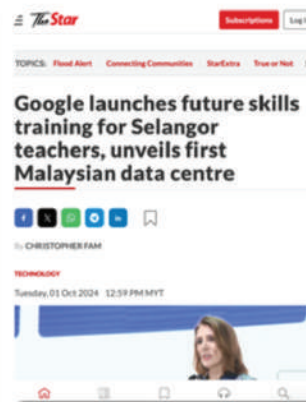 The Star
Subscriptions Log
TOPICS: Flood Alert Connecting Communities StarExtra True or Not
Google launches future skills
training for Selangor
teachers, unveils first
Malaysian data centre
By CHRISTOPHER FAM
TECHNOLOGY
Tuesday, 01 Oct 2024 12:59 PM MYT